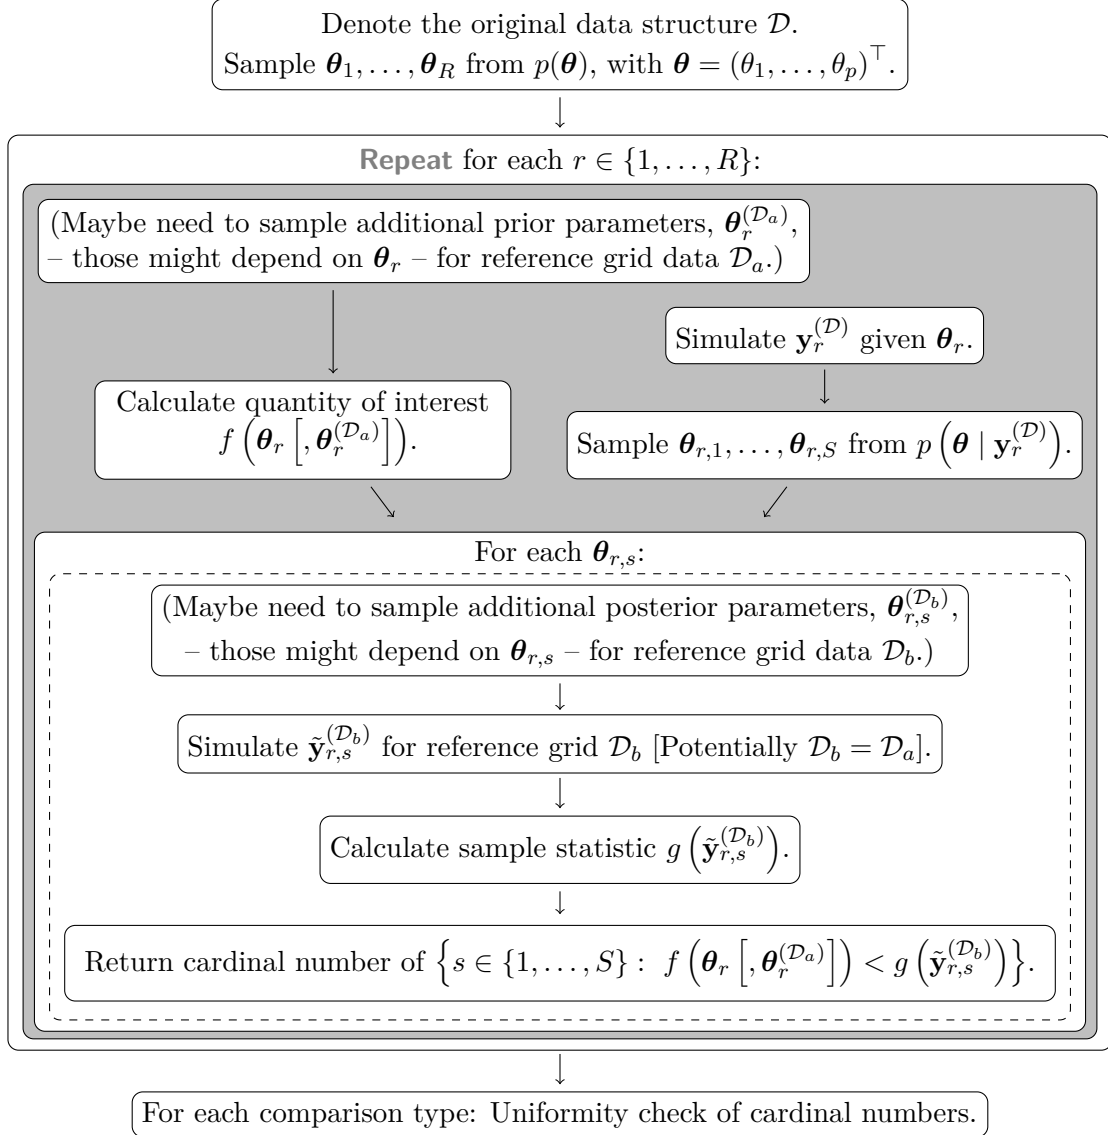 Denote the original data structure 𝒟.
Sample 𝜽₁, …, 𝜽_R from p(𝜽), with 𝜽 = (θ₁, …, θₚ)^⊤.
Repeat for each r ∈ {1, …, R}:
(Maybe need to sample additional prior parameters, 𝜽_r^(𝒟_a),
– those might depend on 𝜽_r – for reference grid data 𝒟_a.)
Simulate 𝐲_r^(𝒟) given 𝜽_r.
Calculate quantity of interest
f (𝜽_r [, 𝜽_r^(𝒟_a)]).
Sample 𝜽_{r,1}, …, 𝜽_{r,S} from p (𝜽 | 𝐲_r^(𝒟)).
For each 𝜽_{r,s}:
(Maybe need to sample additional posterior parameters, 𝜽_{r,s}^(𝒟_b),
– those might depend on 𝜽_{r,s} – for reference grid data 𝒟_b.)
Simulate ỹ_{r,s}^(𝒟_b) for reference grid 𝒟_b [Potentially 𝒟_b = 𝒟_a].
Calculate sample statistic g (ỹ_{r,s}^(𝒟_b)).
Return cardinal number of {s ∈ {1, …, S} : f (𝜽_r [, 𝜽_r^(𝒟_a)]) < g (ỹ_{r,s}^(𝒟_b))}.
For each comparison type: Uniformity check of cardinal numbers.